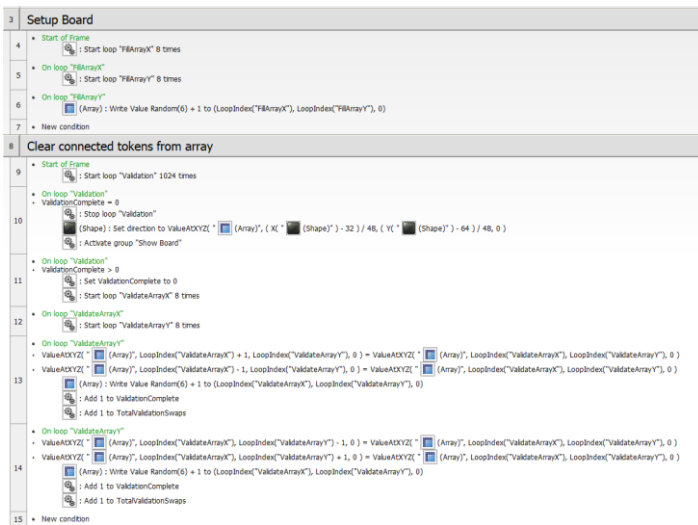 3 Setup Board
4 • Start of Frame
: Start loop "FillArrayX" 8 times
5 • On loop "FillArrayX"
: Start loop "FillArrayY" 8 times
6 • On loop "FillArrayY"
(Array) : Write Value Random(6) + 1 to (LoopIndex("FillArrayX"), LoopIndex("FillArrayY"), 0)
7 • New condition
8 Clear connected tokens from array
9 • Start of Frame
: Start loop "Validation" 1024 times
10 • On loop "Validation"
• ValidationComplete = 0
: Stop loop "Validation"
(Shape) : Set direction to ValueAtXYZ( " (Array)", ( X( " (Shape)" ) - 32 ) / 48, ( Y( " (Shape)" ) - 64 ) / 48, 0 )
: Activate group "Show Board"
11 • On loop "Validation"
• ValidationComplete > 0
: Set ValidationComplete to 0
: Start loop "ValidateArrayX" 8 times
12 • On loop "ValidateArrayX"
: Start loop "ValidateArrayY" 8 times
13 • On loop "ValidateArrayY"
• ValueAtXYZ( " (Array)", LoopIndex("ValidateArrayX") + 1, LoopIndex("ValidateArrayY"), 0 ) = ValueAtXYZ( " (Array)", LoopIndex("ValidateArrayX"), LoopIndex("ValidateArrayY"), 0 )
• ValueAtXYZ( " (Array)", LoopIndex("ValidateArrayX") - 1, LoopIndex("ValidateArrayY"), 0 ) = ValueAtXYZ( " (Array)", LoopIndex("ValidateArrayX"), LoopIndex("ValidateArrayY"), 0 )
(Array) : Write Value Random(6) + 1 to (LoopIndex("ValidateArrayX"), LoopIndex("ValidateArrayY"), 0)
: Add 1 to ValidationComplete
: Add 1 to TotalValidationSwaps
14 • On loop "ValidateArrayY"
• ValueAtXYZ( " (Array)", LoopIndex("ValidateArrayX"), LoopIndex("ValidateArrayY") - 1, 0 ) = ValueAtXYZ( " (Array)", LoopIndex("ValidateArrayX"), LoopIndex("ValidateArrayY"), 0 )
• ValueAtXYZ( " (Array)", LoopIndex("ValidateArrayX"), LoopIndex("ValidateArrayY") + 1, 0 ) = ValueAtXYZ( " (Array)", LoopIndex("ValidateArrayX"), LoopIndex("ValidateArrayY"), 0 )
(Array) : Write Value Random(6) + 1 to (LoopIndex("ValidateArrayX"), LoopIndex("ValidateArrayY"), 0)
: Add 1 to ValidationComplete
: Add 1 to TotalValidationSwaps
15 • New condition